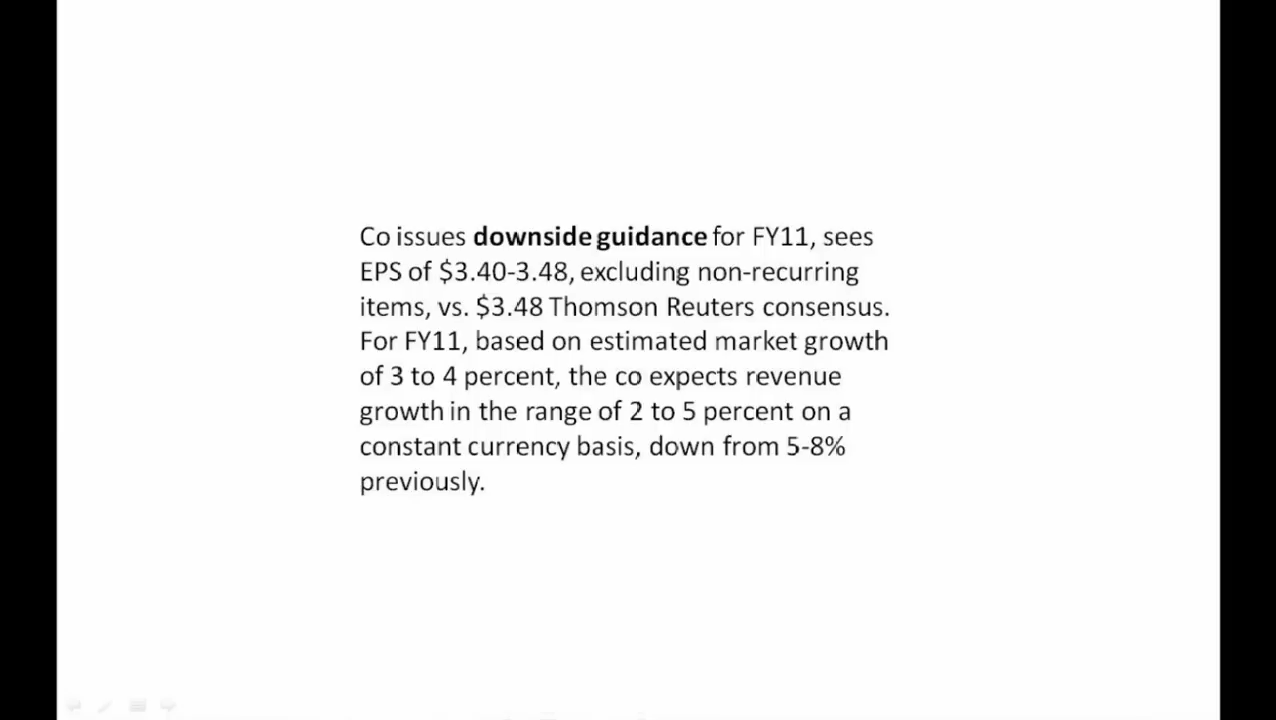 Co issues downside guidance for FY11, sees
EPS of $3.40-3.48, excluding non-recurring
items, vs. $3.48 Thomson Reuters consensus.
For FY11, based on estimated market growth
of 3 to 4 percent, the co expects revenue
growth in the range of 2 to 5 percent on a
constant currency basis, down from 5-8%
previously.